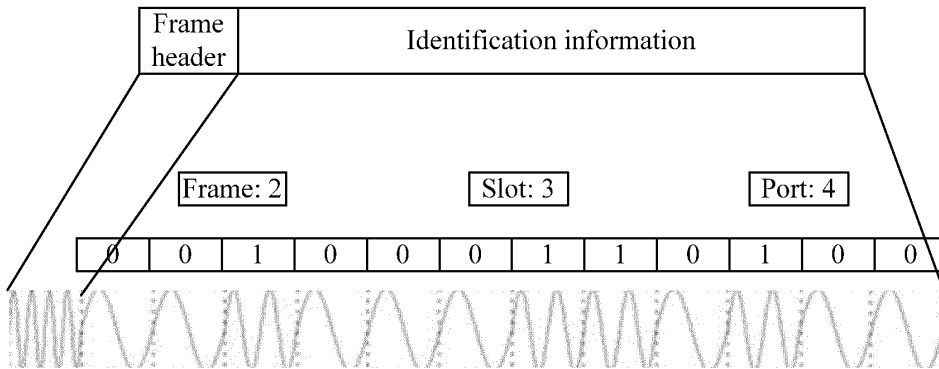 Frame
header
Identification information
Frame: 2
Slot: 3
Port: 4
0 0 1 0 0 0 1 1 0 1 0 0